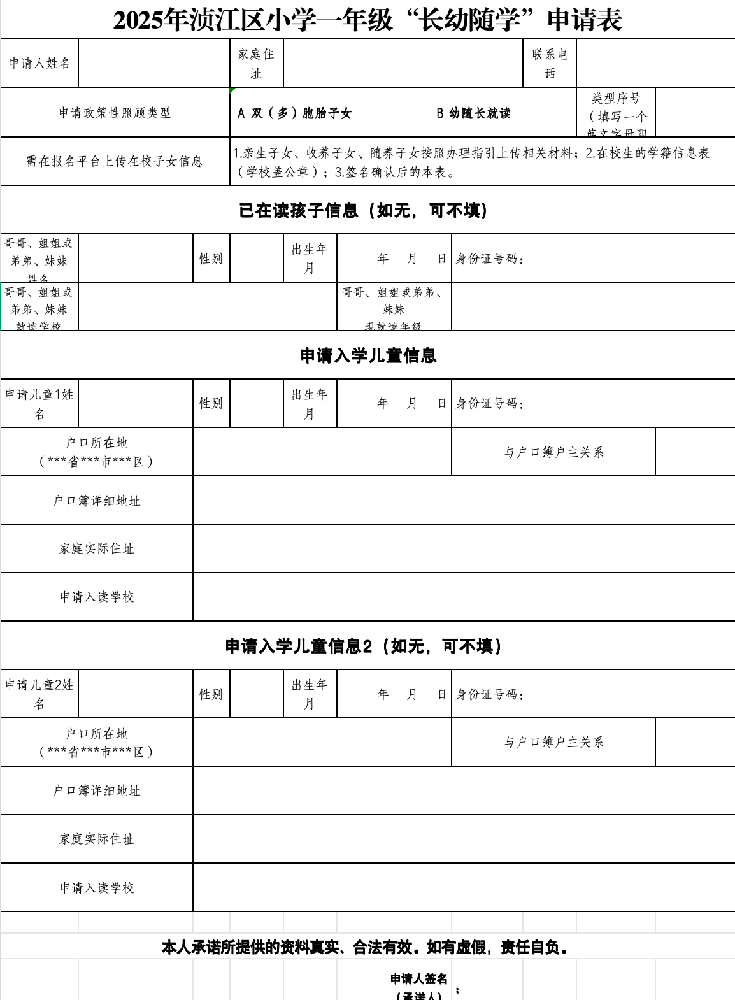 2025年浈江区小学一年级“长幼随学”申请表
申请人姓名
家庭住
址
联系电
话
申请政策性照顾类型
A 双（多）胞胎子女
B 幼随长就读
类型序号
（填写一个
英文字母即
需在报名平台上传在校子女信息
1.亲生子女、收养子女、随养子女按照办理指引上传相关材料；2.在校生的学籍信息表
（学校盖公章）；3.签名确认后的本表。
已在读孩子信息（如无，可不填）
哥哥、姐姐或
弟弟、妹妹
姓名
性别
出生年
月
年 月 日
身份证号码：
哥哥、姐姐或
弟弟、妹妹
就读学校
哥哥、姐姐或弟弟、
妹妹
现就读年级
申请入学儿童信息
申请儿童1姓
名
性别
出生年
月
年 月 日
身份证号码：
户口所在地
（***省***市***区）
与户口簿户主关系
户口簿详细地址
家庭实际住址
申请入读学校
申请入学儿童信息2（如无，可不填）
申请儿童2姓
名
性别
出生年
月
年 月 日
身份证号码：
户口所在地
（***省***市***区）
与户口簿户主关系
户口簿详细地址
家庭实际住址
申请入读学校
本人承诺所提供的资料真实、合法有效。如有虚假，责任自负。
申请人签名
（承诺人）
：